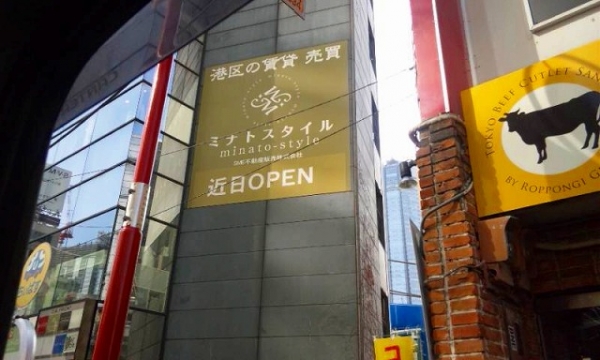 港区の賃貸 売買
ミナトスタイル
minato-style
近日OPEN
TOKYO BEEF CUTLET SAN
BY ROPPONGI G